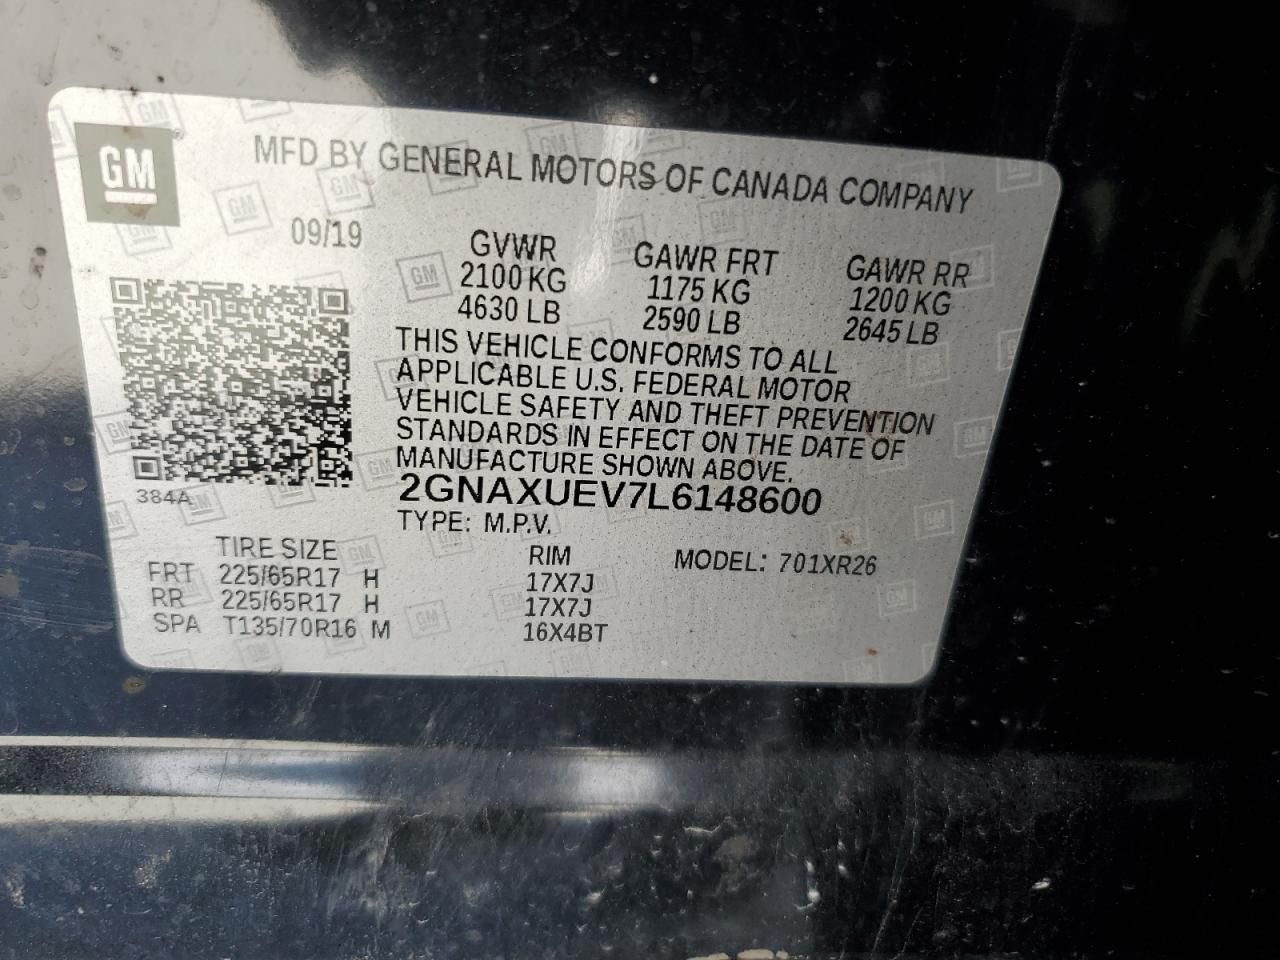 GM
MFD BY GENERAL MOTORS OF CANADA COMPANY
09/19
GVWR GAWR FRT GAWR RR
2100 KG 1175 KG 1200 KG
4630 LB 2590 LB 2645 LB
THIS VEHICLE CONFORMS TO ALL
APPLICABLE U.S. FEDERAL MOTOR
VEHICLE SAFETY AND THEFT PREVENTION
STANDARDS IN EFFECT ON THE DATE OF
MANUFACTURE SHOWN ABOVE.
384A
2GNAXUEV7L6148600
TYPE: M.P.V.
TIRE SIZE RIM MODEL: 701XR26
FRT 225/65R17 H 17X7J
RR 225/65R17 H 17X7J
SPA T135/70R16 M 16X4BT